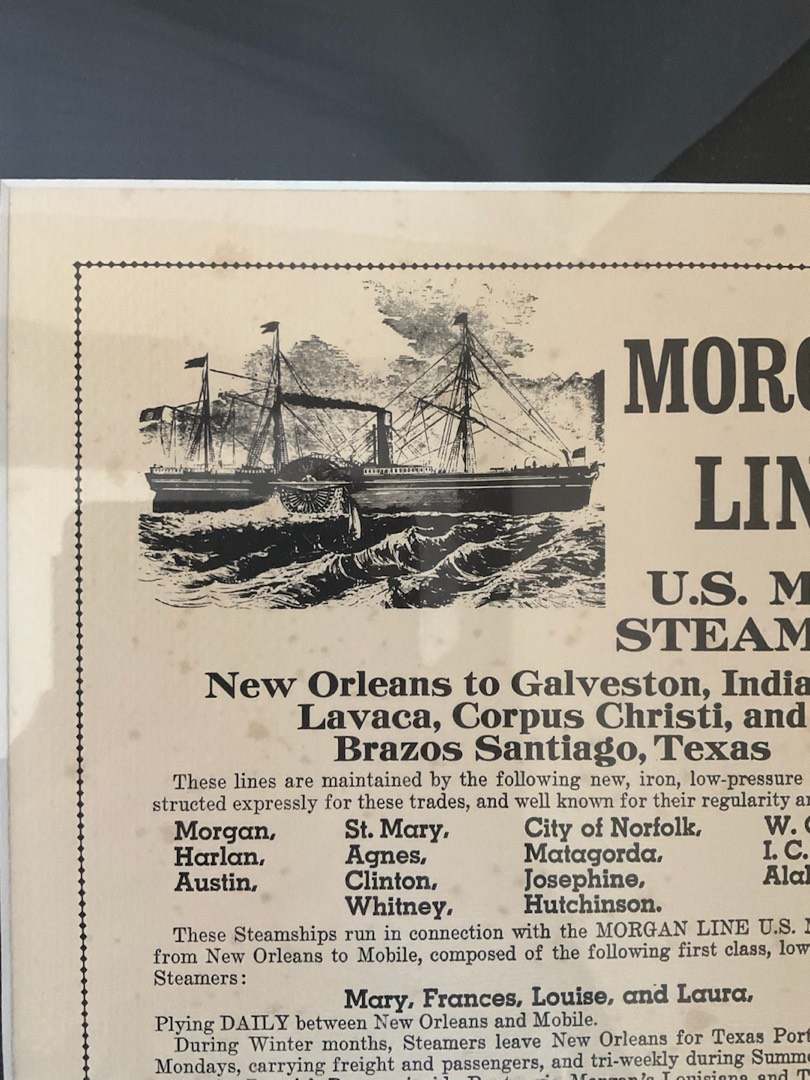 MORG
LIN
U.S. M
STEAM
New Orleans to Galveston, India
Lavaca, Corpus Christi, and
Brazos Santiago, Texas
These lines are maintained by the following new, iron, low-pressure
structed expressly for these trades, and well known for their regularity a
Morgan, St. Mary, City of Norfolk, W.
Harlan, Agnes, Matagorda, I. C.
Austin, Clinton, Josephine, Ala
Whitney, Hutchinson.
These Steamships run in connection with the MORGAN LINE U.S.
from New Orleans to Mobile, composed of the following first class, low
Steamers:
Mary, Frances, Louise, and Laura,
Plying DAILY between New Orleans and Mobile.
During Winter months, Steamers leave New Orleans for Texas Port
Mondays, carrying freight and passengers, and tri-weekly during Summe